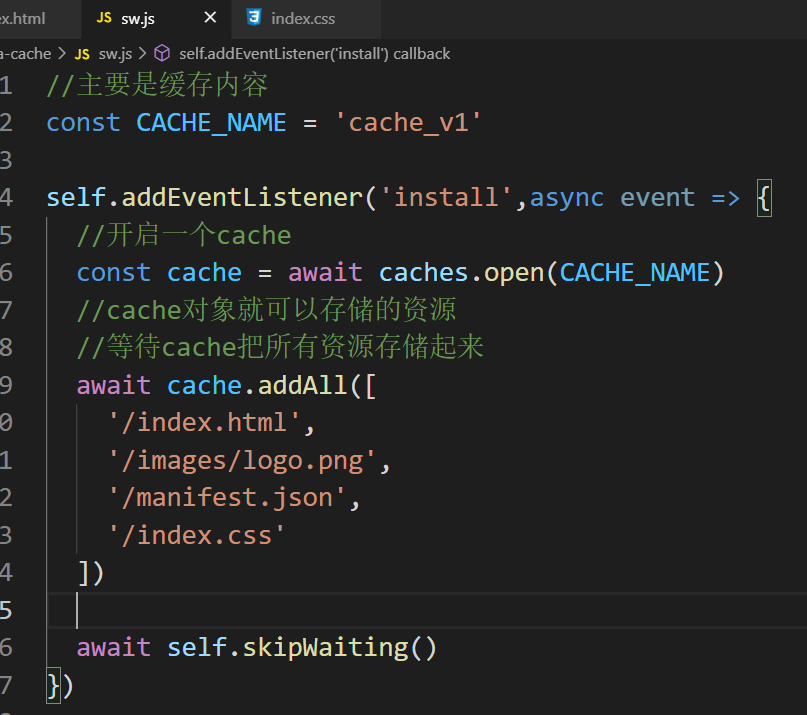 ex.html JS sw.js × index.css
a-cache > JS sw.js > self.addEventListener('install') callback
1 //主要是缓存内容
2 const CACHE_NAME = 'cache_v1'
3
4 self.addEventListener('install',async event => {
5 //开启一个cache
6 const cache = await caches.open(CACHE_NAME)
7 //cache对象就可以存储的资源
8 //等待cache把所有资源存储起来
9 await cache.addAll([
0 '/index.html',
1 '/images/logo.png',
2 '/manifest.json',
3 '/index.css'
4 ])
5
6 await self.skipWaiting()
7 })